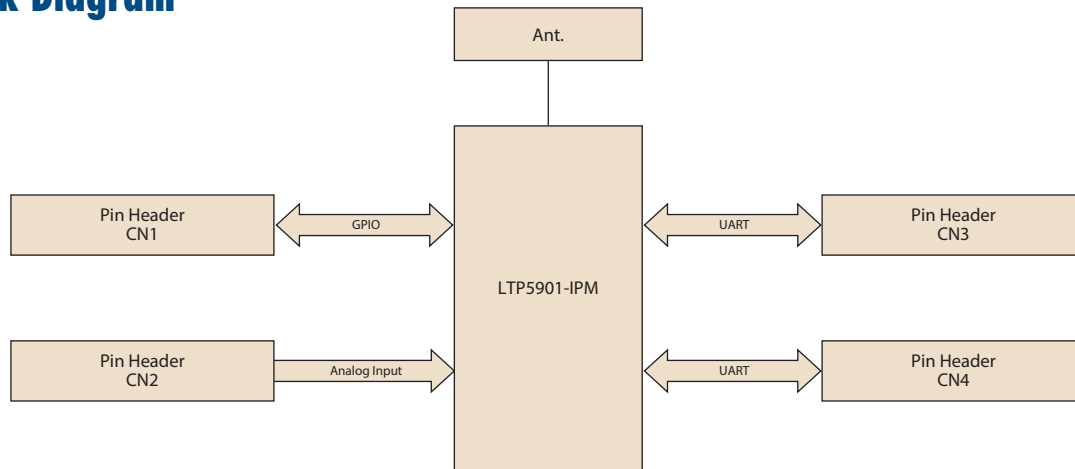 Diagram
Ant.
Pin Header
CN1
GPIO
UART
Pin Header
CN3
LTP5901-IPM
Pin Header
CN2
Analog Input
UART
Pin Header
CN4